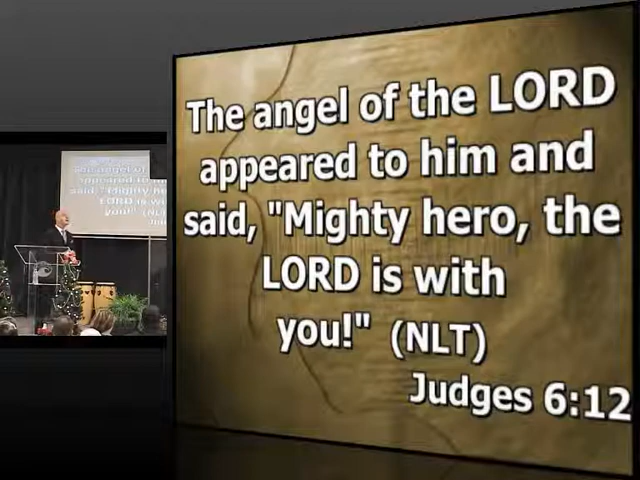 The angel of the LORD
appeared to him and
said, "Mighty hero, the
LORD is with
you!" (NLT)
Judges 6:12